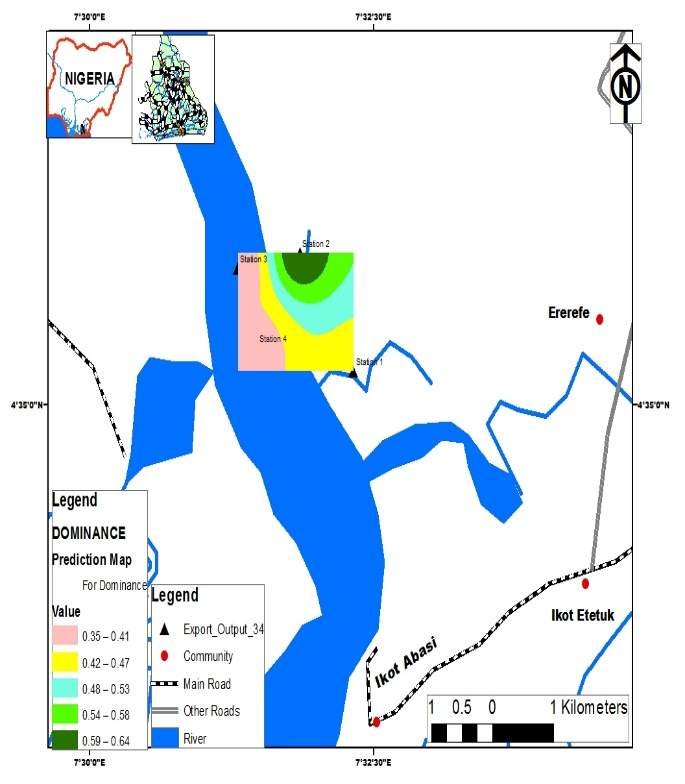 7°30'0"E
7°32'30"E
NIGERIA
N
N
Station 2
Station 3
Station 4
Station 1
Ererefe
4°35'0"N
4°35'0"N
Legend
DOMINANCE
Prediction Map
For Dominance
Value
0.35 – 0.41
0.42 – 0.47
0.48 – 0.53
0.54 – 0.58
0.59 – 0.64
Legend
Export_Output_34
Community
Main Road
Other Roads
River
Ikot Etetuk
Ikot Abasi
1 0.5 0 1 Kilometers
7°30'0"E
7°32'30"E